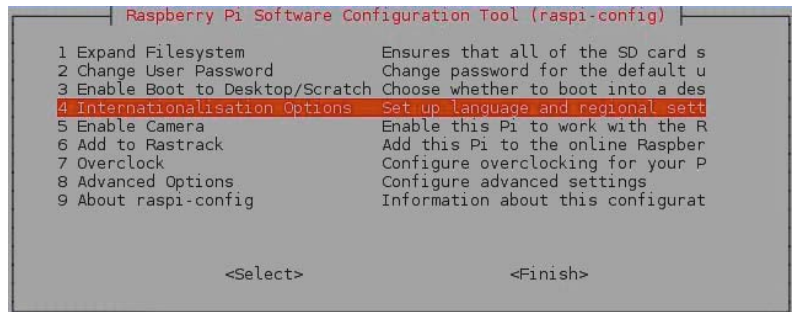 Raspberry Pi Software Configuration Tool (raspi-config)
1 Expand Filesystem Ensures that all of the SD card s
2 Change User Password Change password for the default u
3 Enable Boot to Desktop/Scratch Choose whether to boot into a des
4 Internationalisation Options Set up language and regional sett
5 Enable Camera Enable this Pi to work with the R
6 Add to Rastrack Add this Pi to the online Raspber
7 Overclock Configure overclocking for your P
8 Advanced Options Configure advanced settings
9 About raspi-config Information about this configurat
<Select> <Finish>